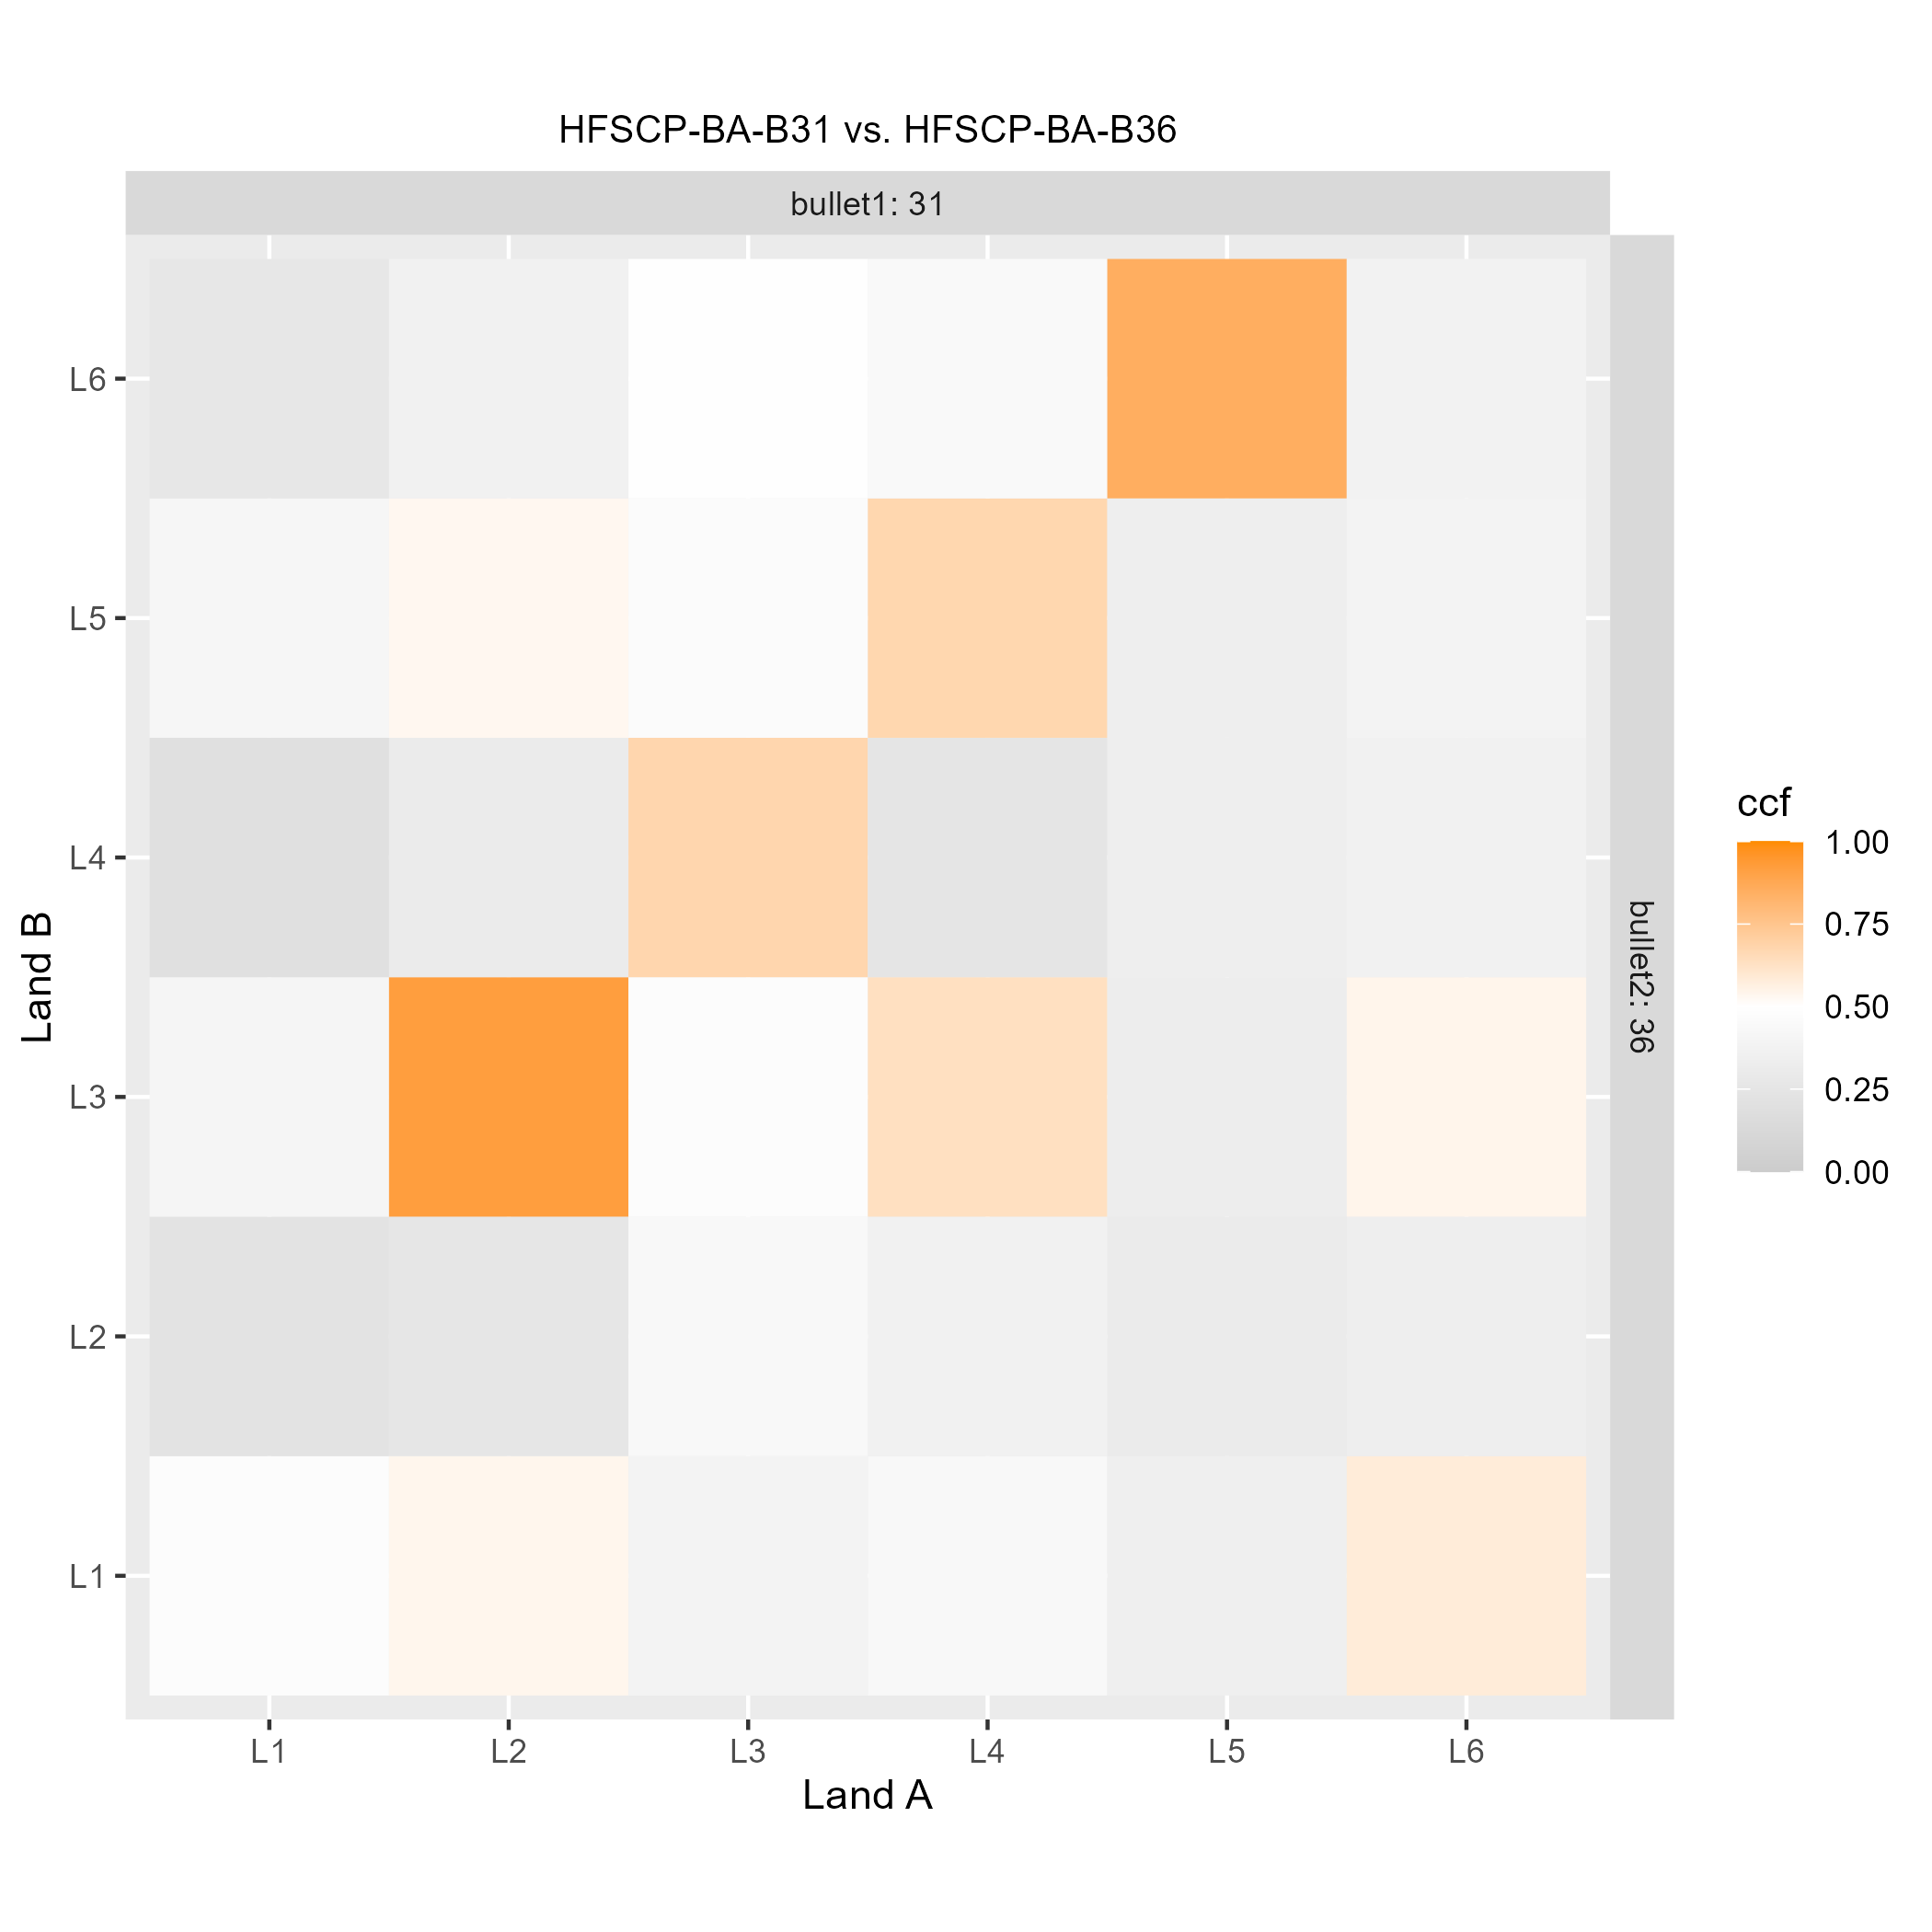 HFSCP-BA-B31 vs. HFSCP-BA-B36
bullet1: 31
L6
L5
L4
L3
L2
L1
Land B
bullet2: 36
ccf
1.00
0.75
0.50
0.25
0.00
L1
L2
L3
L4
L5
L6
Land A